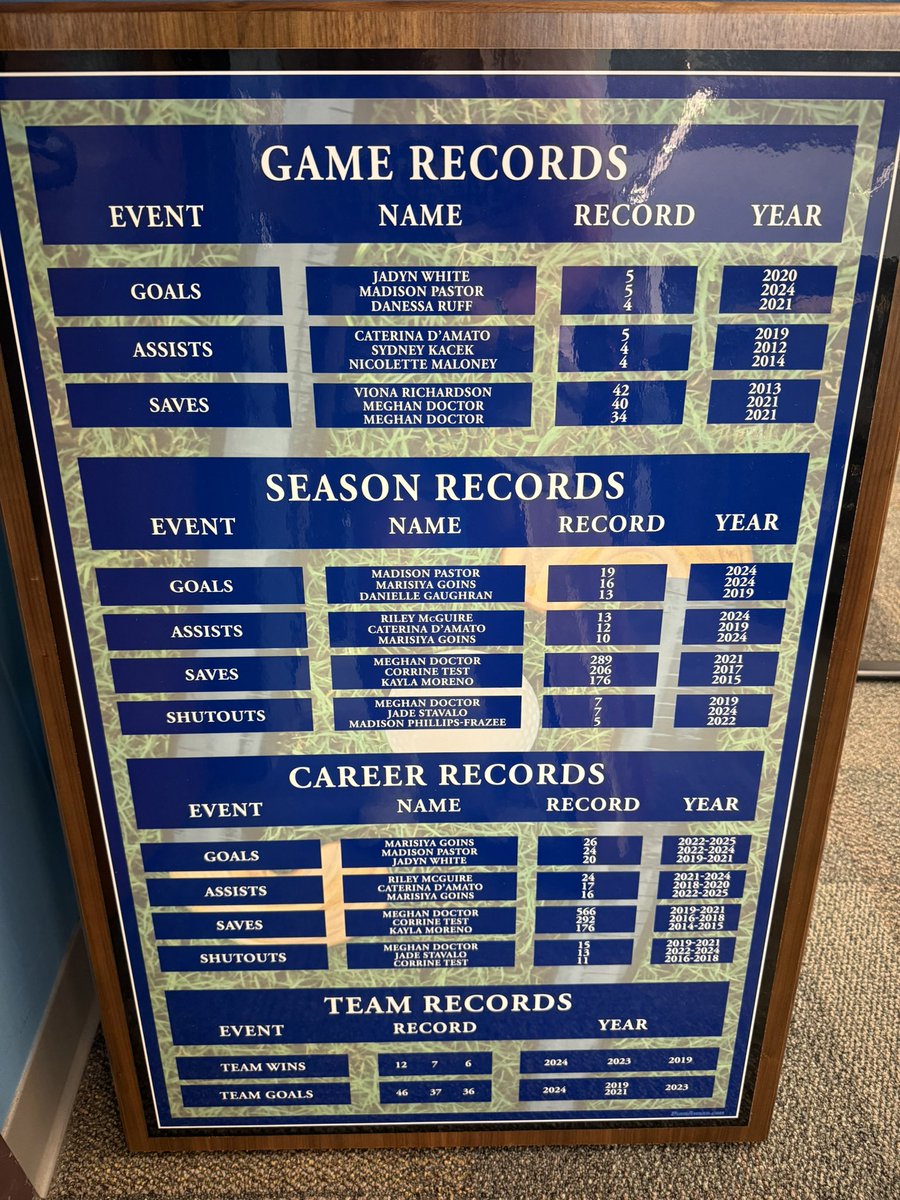 GAME RECORDS
EVENT NAME RECORD YEAR
GOALS
JADYN WHITE 5 2020
MADISON PASTOR 5 2024
DANESSA RUFF 4 2021
ASSISTS
CATERINA D'AMATO 5 2019
SYDNEY KACEK 4 2012
NICOLETTE MALONEY 4 2014
SAVES
VIONA RICHARDSON 42 2013
MEGHAN DOCTOR 40 2021
MEGHAN DOCTOR 34 2021
SEASON RECORDS
EVENT NAME RECORD YEAR
GOALS
MADISON PASTOR 19 2024
MARISIYA GOINS 16 2024
DANIELLE GAUGHRAN 13 2019
ASSISTS
RILEY McGUIRE 13 2024
CATERINA D'AMATO 12 2019
MARISIYA GOINS 10 2024
SAVES
MEGHAN DOCTOR 289 2021
CORRINE TEST 206 2017
KAYLA MORENO 176 2015
SHUTOUTS
MEGHAN DOCTOR 7 2019
JADE STAVALO 7 2024
MADISON PHILLIPS-FRAZEE 5 2022
CAREER RECORDS
EVENT NAME RECORD YEAR
GOALS
MARISIYA GOINS 26 2022-2025
MADISON PASTOR 24 2022-2024
JADYN WHITE 20 2019-2021
ASSISTS
RILEY MCGUIRE 24 2021-2024
CATERINA D'AMATO 17 2018-2020
MARISIYA GOINS 16 2022-2025
SAVES
MEGHAN DOCTOR 566 2019-2021
CORRINE TEST 292 2016-2018
KAYLA MORENO 176 2014-2015
SHUTOUTS
MEGHAN DOCTOR 15 2019-2021
JADE STAVALO 13 2022-2024
CORRINE TEST 11 2016-2018
TEAM RECORDS
EVENT RECORD YEAR
TEAM WINS 12 7 6 2024 2023 2019
TEAM GOALS 46 37 36 2024 2019 2021 2023